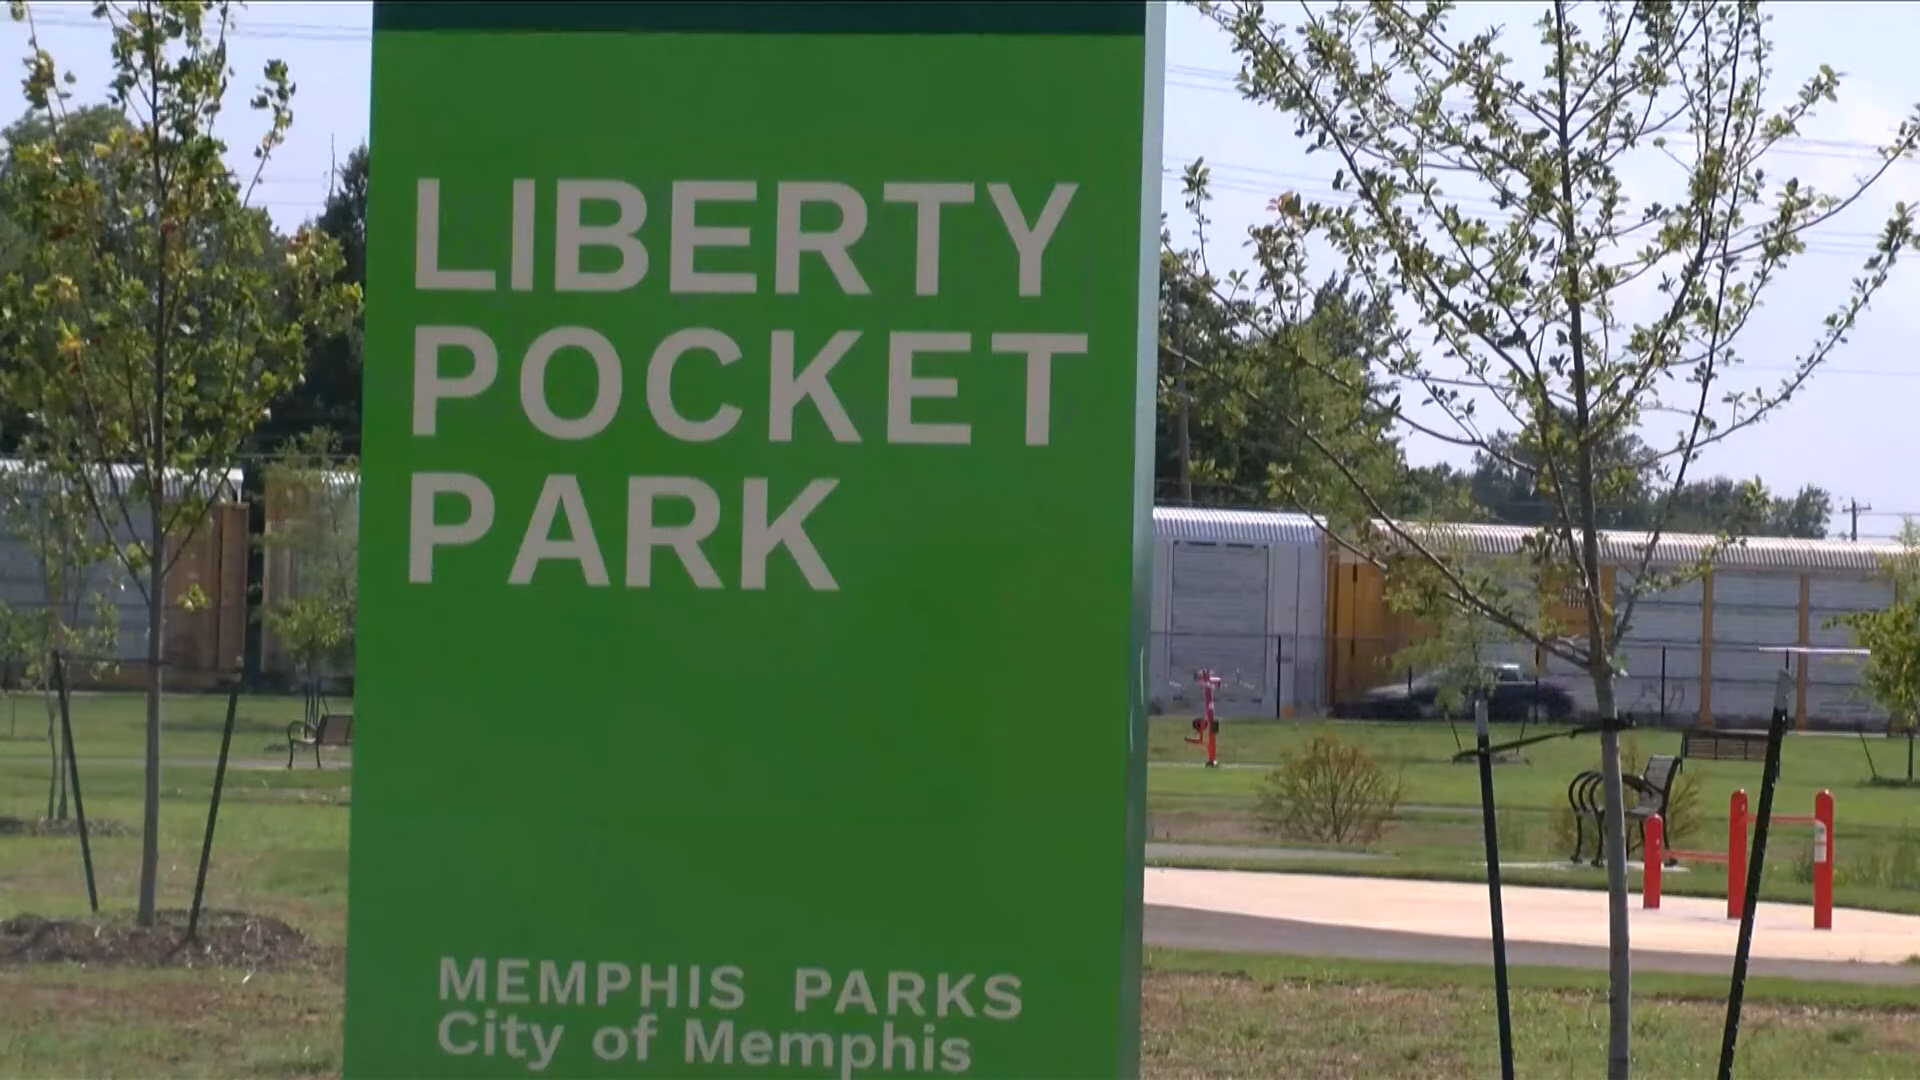 LIBERTY
POCKET
PARK
MEMPHIS PARKS
City of Memphis